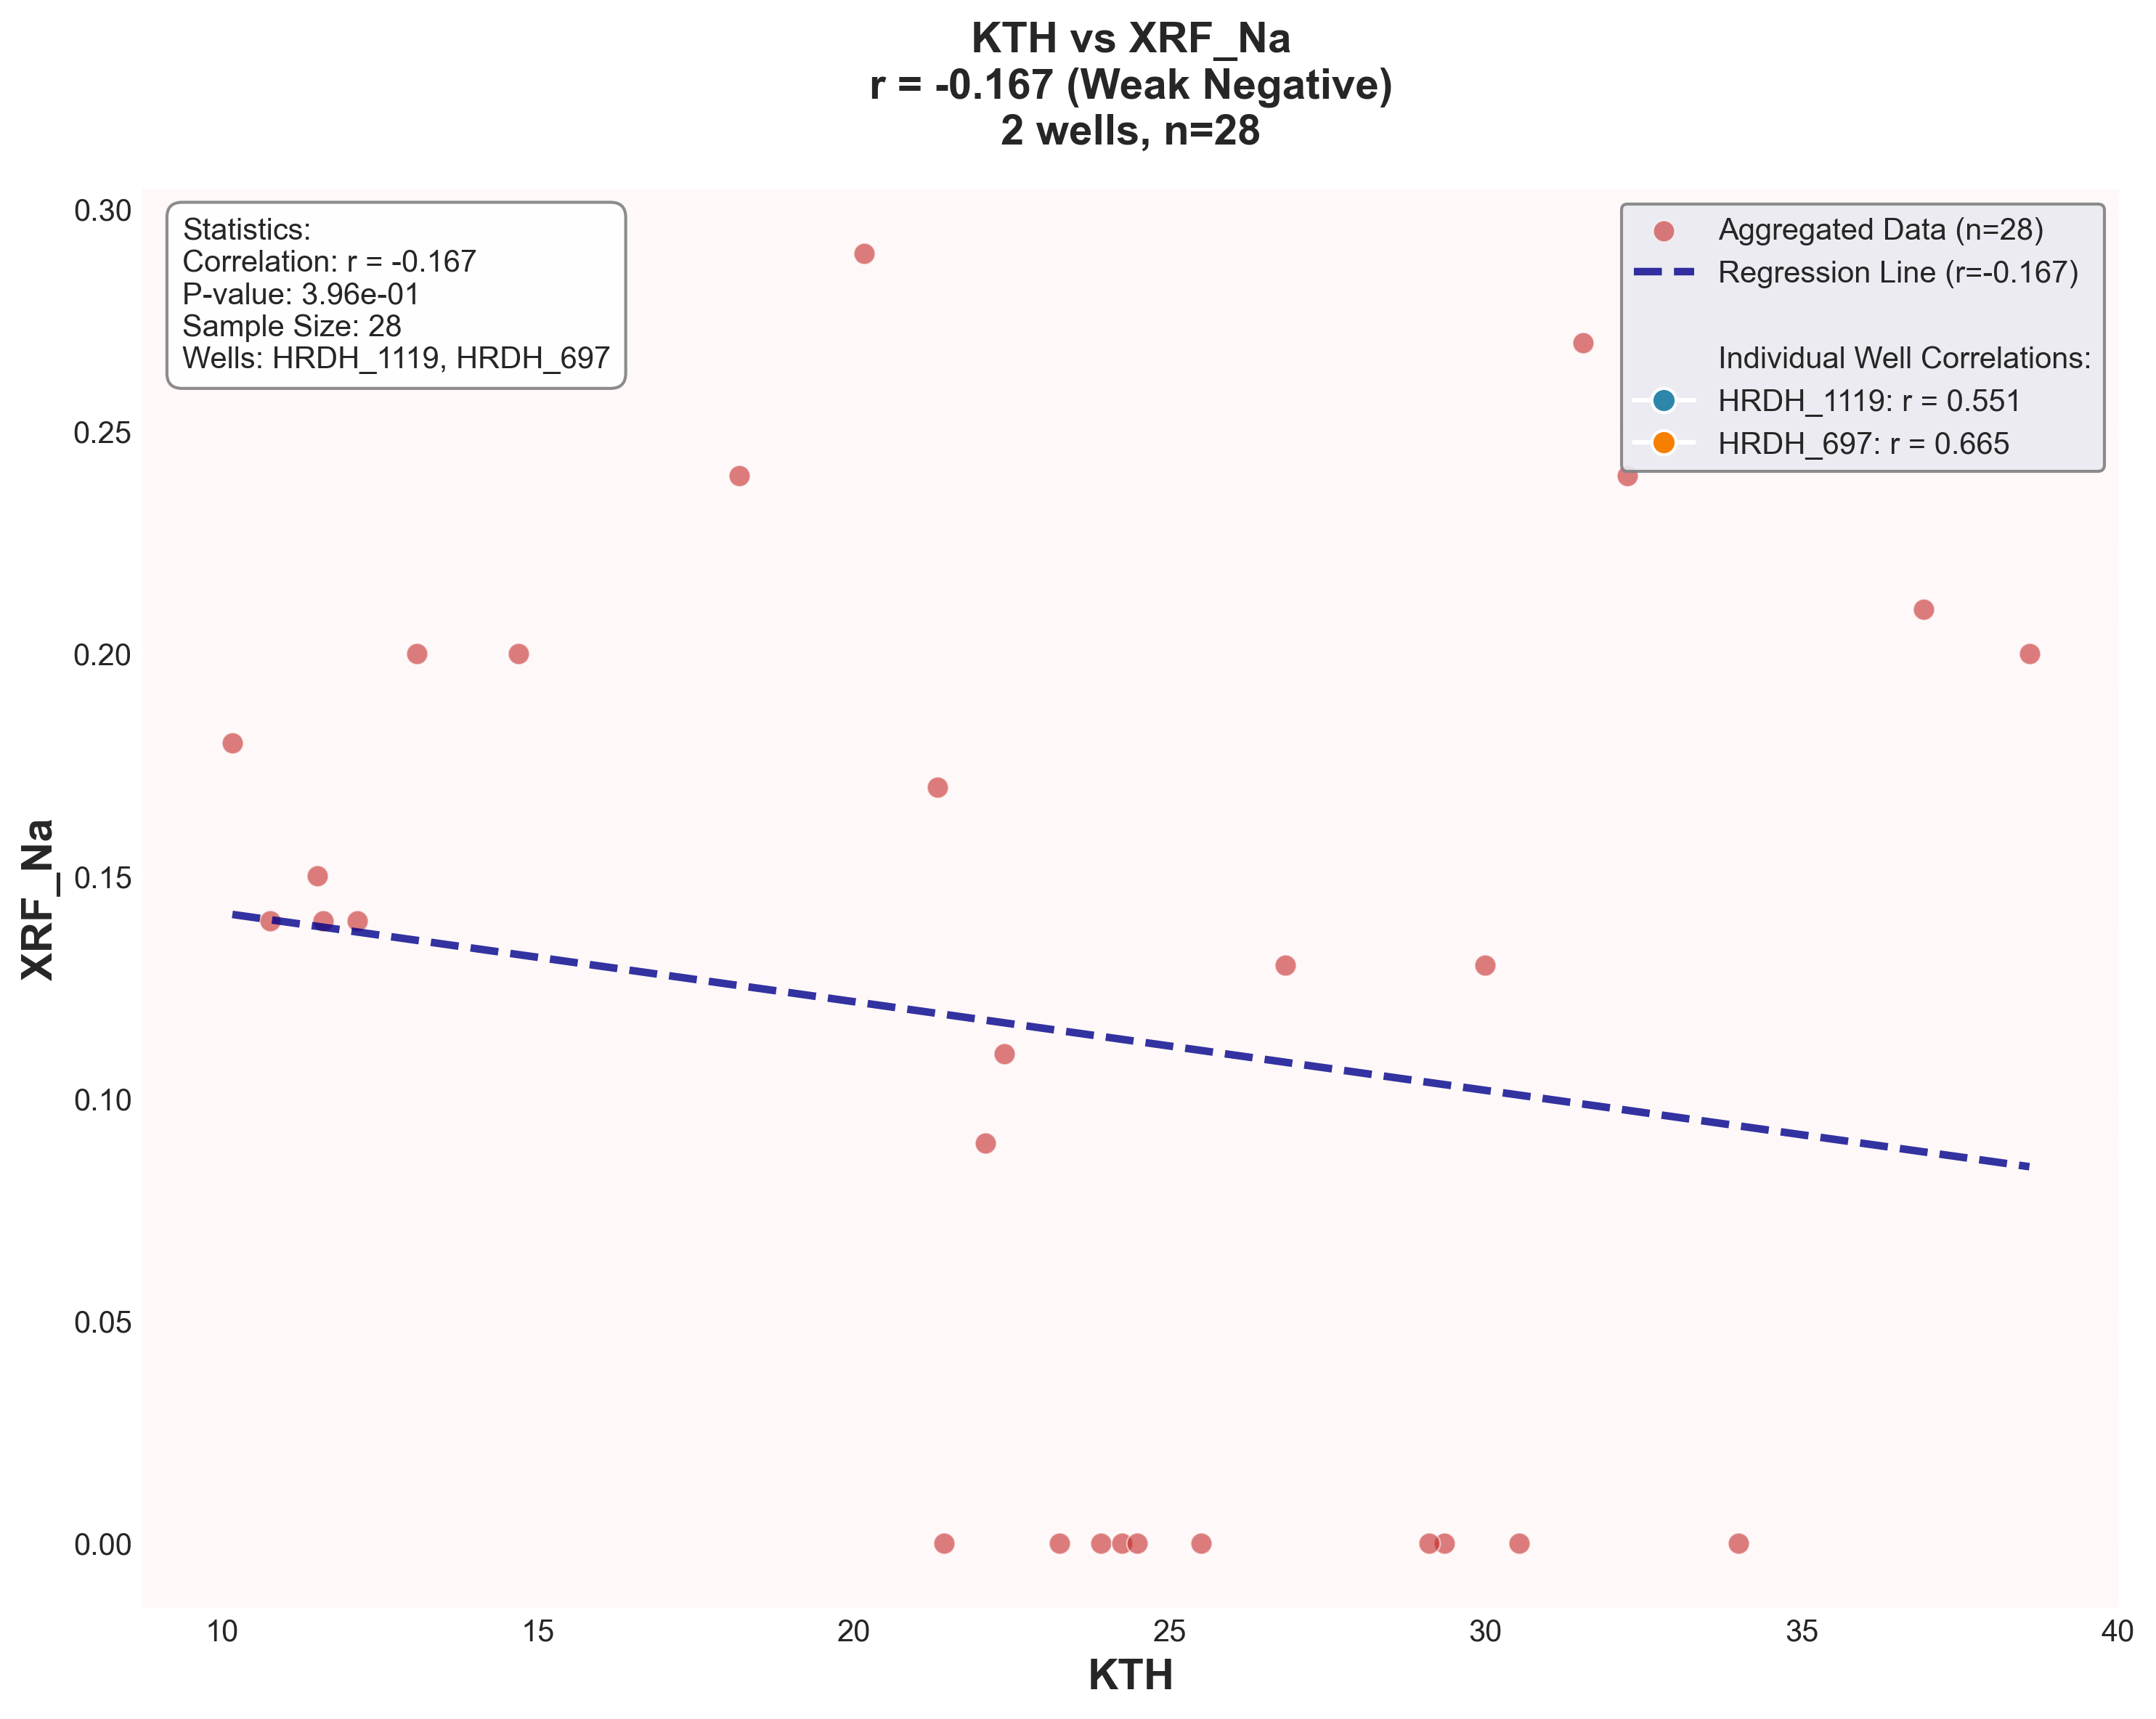 KTH vs XRF_Na
r = -0.167 (Weak Negative)
2 wells, n=28
Statistics:
Correlation: r = -0.167
P-value: 3.96e-01
Sample Size: 28
Wells: HRDH_1119, HRDH_697
Aggregated Data (n=28)
Regression Line (r=-0.167)
Individual Well Correlations:
HRDH_1119: r = 0.551
HRDH_697: r = 0.665
XRF_Na
0.30
0.25
0.20
0.15
0.10
0.05
0.00
10 15 20 25 30 35 40
KTH